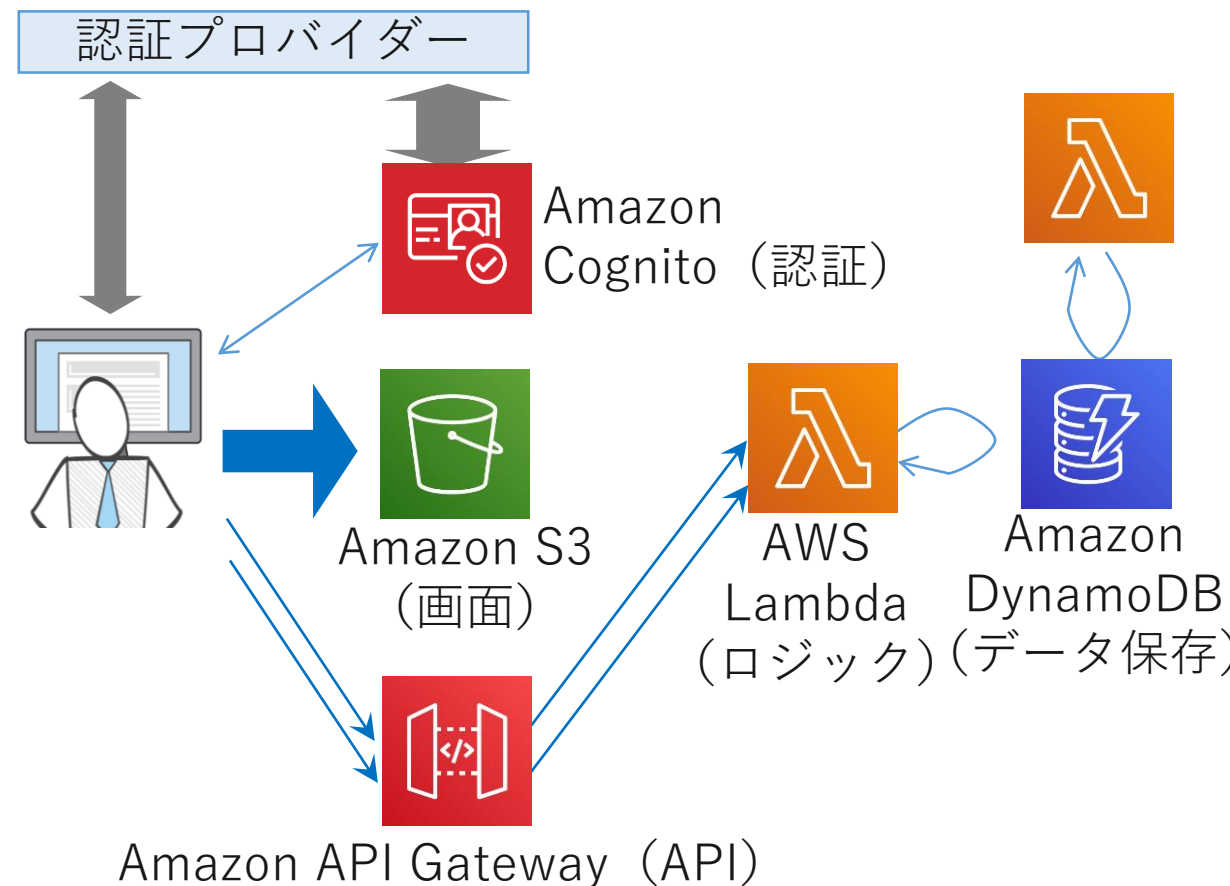 認証プロバイダー
Amazon
Cognito（認証）
Amazon S3
（画面）
AWS
Lambda
（ロジック）
Amazon
DynamoDB
（データ保存）
Amazon API Gateway（API）